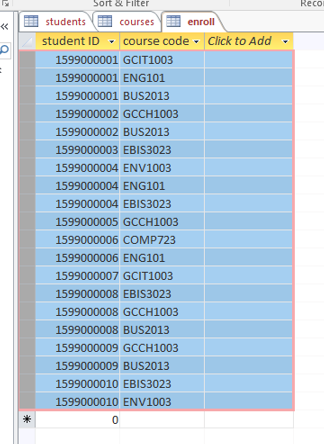 Sort & Filter
students courses enroll
student ID course code Click to Add
1599000001 GCIT1003
1599000001 ENG101
1599000001 BUS2013
1599000002 GCCH1003
1599000002 BUS2013
1599000003 EBIS3023
1599000004 ENV1003
1599000004 ENG101
1599000004 EBIS3023
1599000005 GCCH1003
1599000006 COMP723
1599000006 ENG101
1599000007 GCIT1003
1599000008 EBIS3023
1599000008 GCCH1003
1599000008 BUS2013
1599000009 GCCH1003
1599000009 BUS2013
1599000010 EBIS3023
1599000010 ENV1003
0